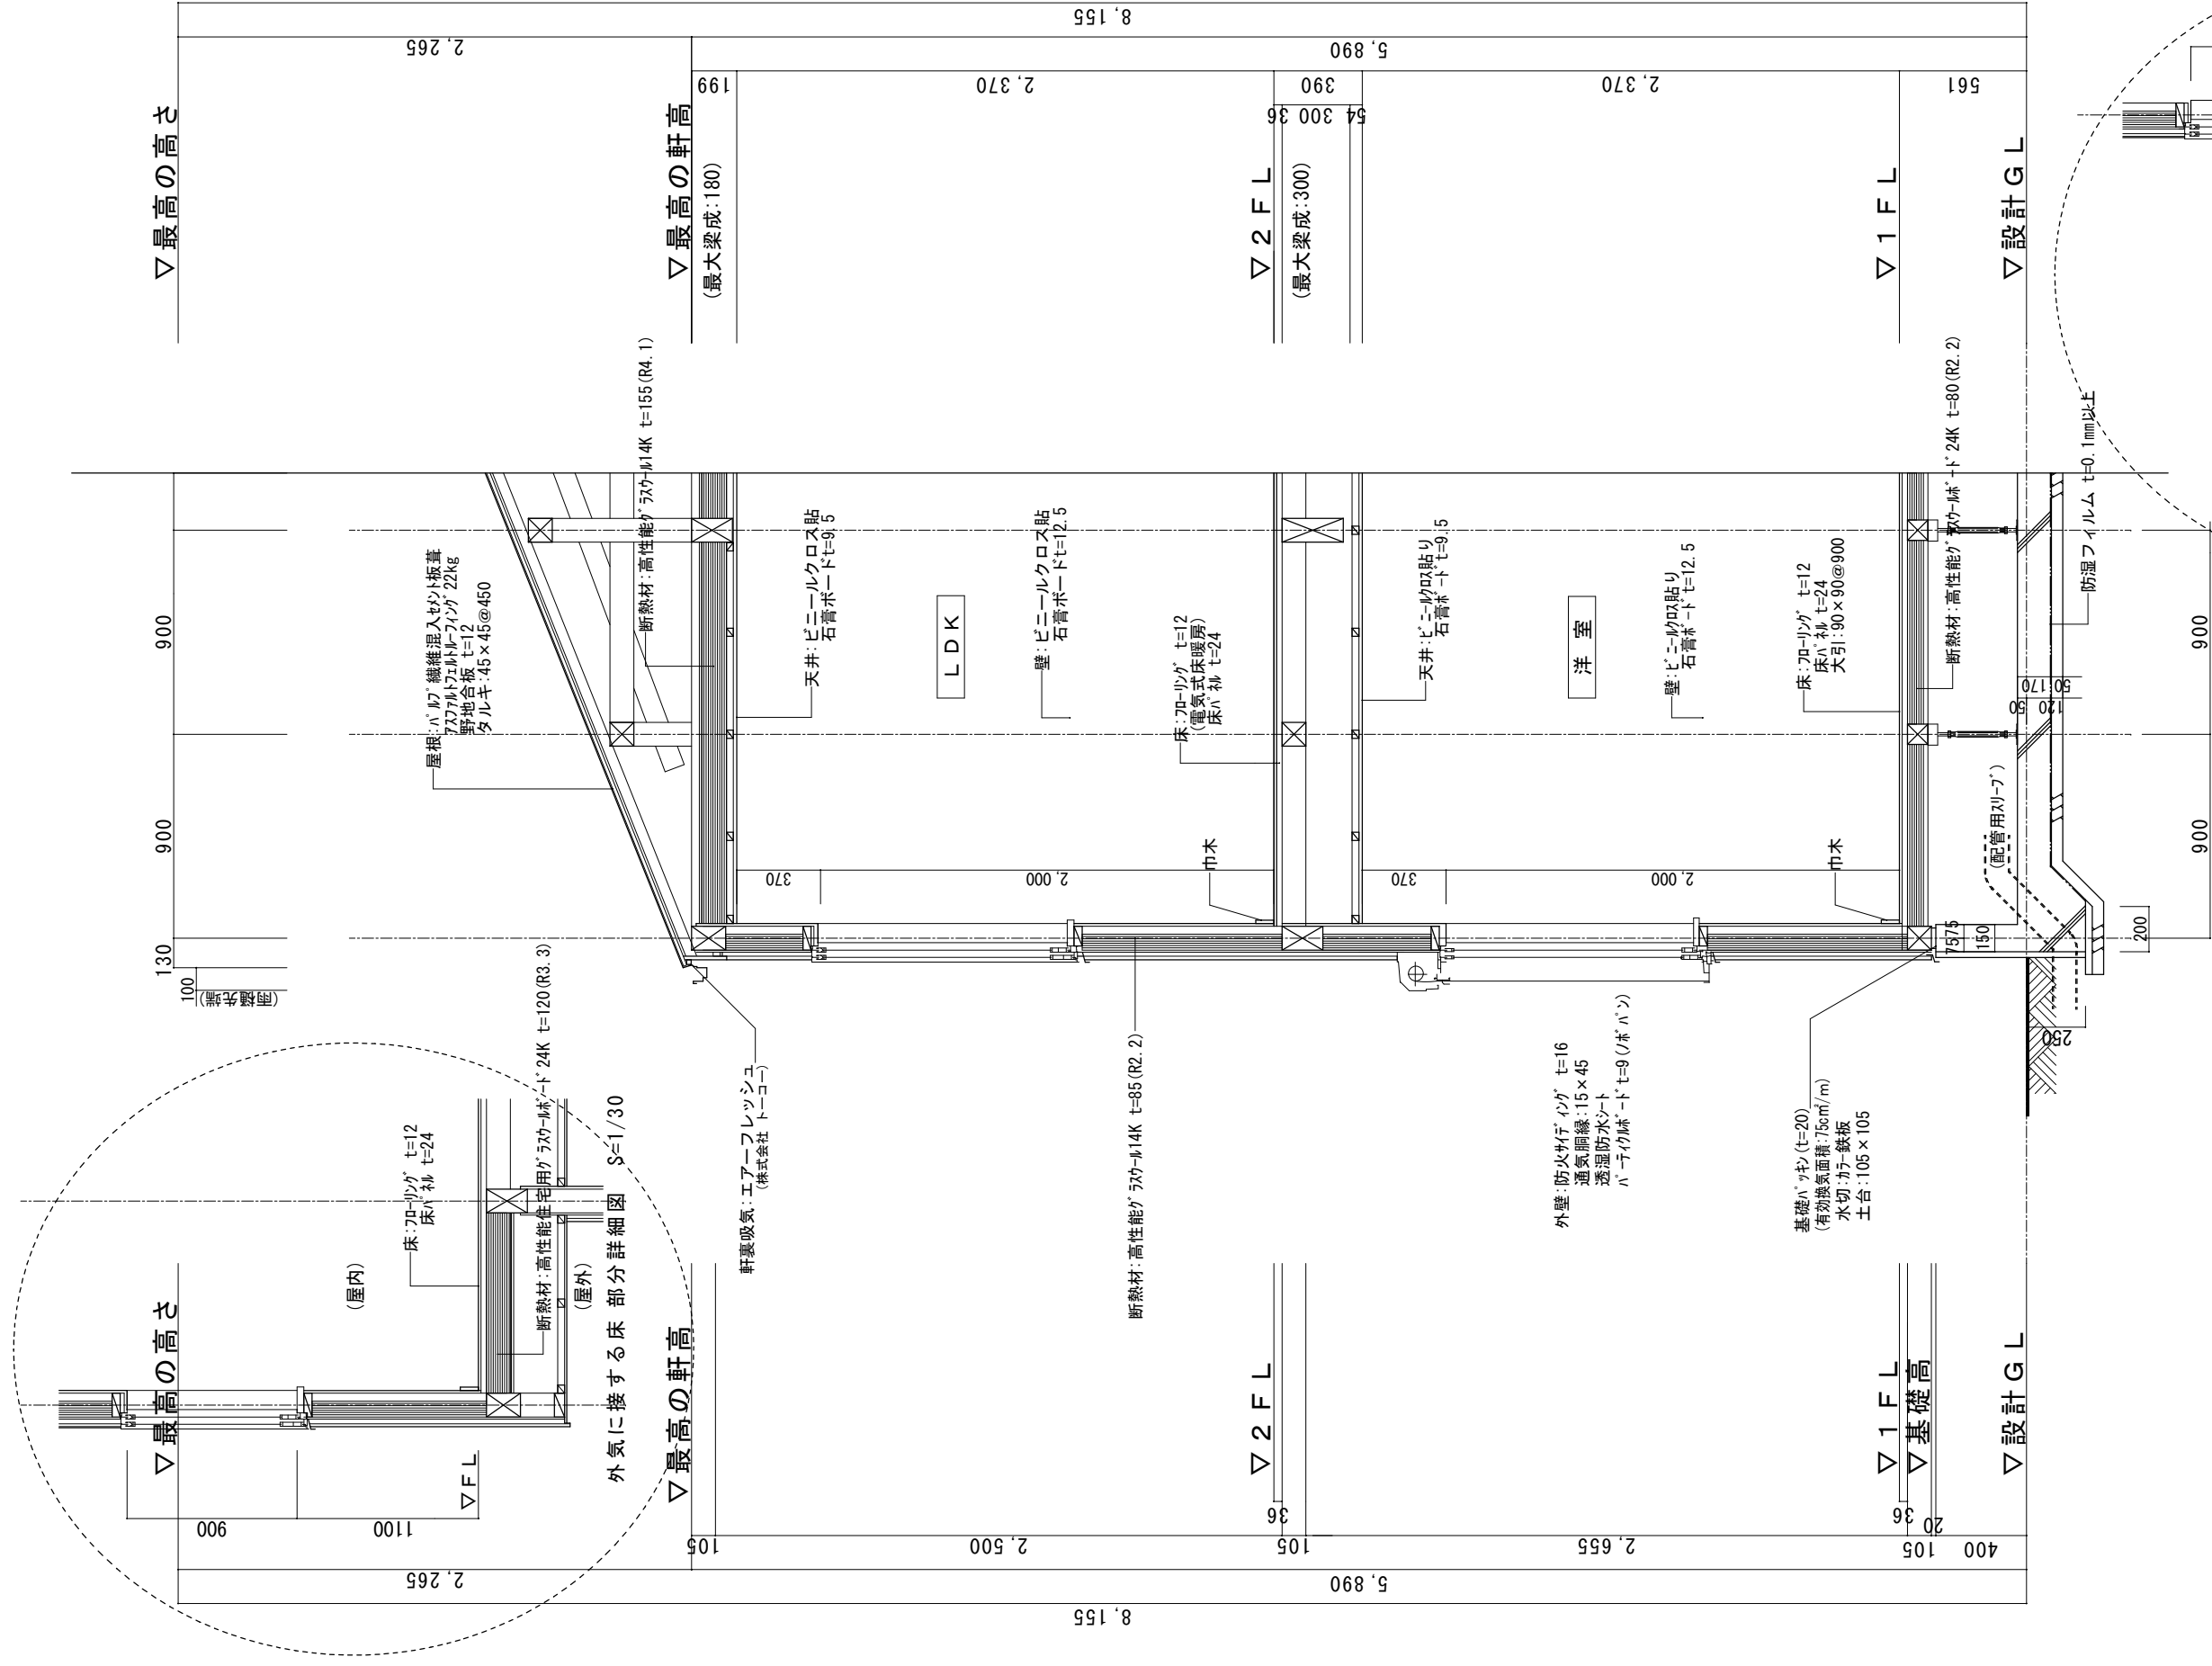 8,155
2,265
5,890
199
2,370
390
2,370
561
36
300
54
▽最高の高さ
▽最高の軒高
(最大梁成:180)
▽2FL
(最大梁成:300)
▽1FL
▽設計GL
130
900
900
100
(雨樋先端)
屋根:パルプ繊維混入セメント板葺
アスファルトフェルトルーフィング22kg
野地合板 t=12
タルキ:45×45@450
断熱材:高性能グラスウール14K t=155(R4.1)
天井:ビニールクロス貼
石膏ボードt=9.5
LDK
壁:ビニールクロス貼
石膏ボードt=12.5
床:フローリング t=12
(電気式床暖房)
床パネル t=24
巾木
370
2,000
天井:ビニールクロス貼り
石膏ボードt=9.5
洋室
壁:ビニールクロス貼り
石膏ボードt=12.5
床:フローリング t=12
床パネル t=24
大引:90×90@900
巾木
370
2,000
断熱材:高性能グラスウールボード24K t=80(R2.2)
防湿フィルム t=0.1mm以上
50
170
120
50
(配管用スリーブ)
75
75
150
200
250
900
900
軒裏吸気:エアーフレッシュ
(株式会社 トーコー)
断熱材:高性能グラスウール14K t=85(R2.2)
外壁:防火サイディング t=16
通気胴縁:15×45
透湿防水シート
パーティクルボードt=9(ノボパン)
基礎パッキン(t=20)
(有効換気面積:75c㎡/m)
水切:カラー鉄板
土台:105×105
床:フローリング t=12
床パネル t=24
(屋内)
断熱材:高性能住宅用グラスウールボード24K t=120(R3.3)
(屋外)
外気に接する床 部分詳細図 S=1/30
▽FL
900
1100
▽最高の高さ
▽最高の軒高
▽2FL
▽1FL
▽基礎高
▽設計GL
36
36
20
105
2,500
105
2,655
105
400
2,265
5,890
8,155